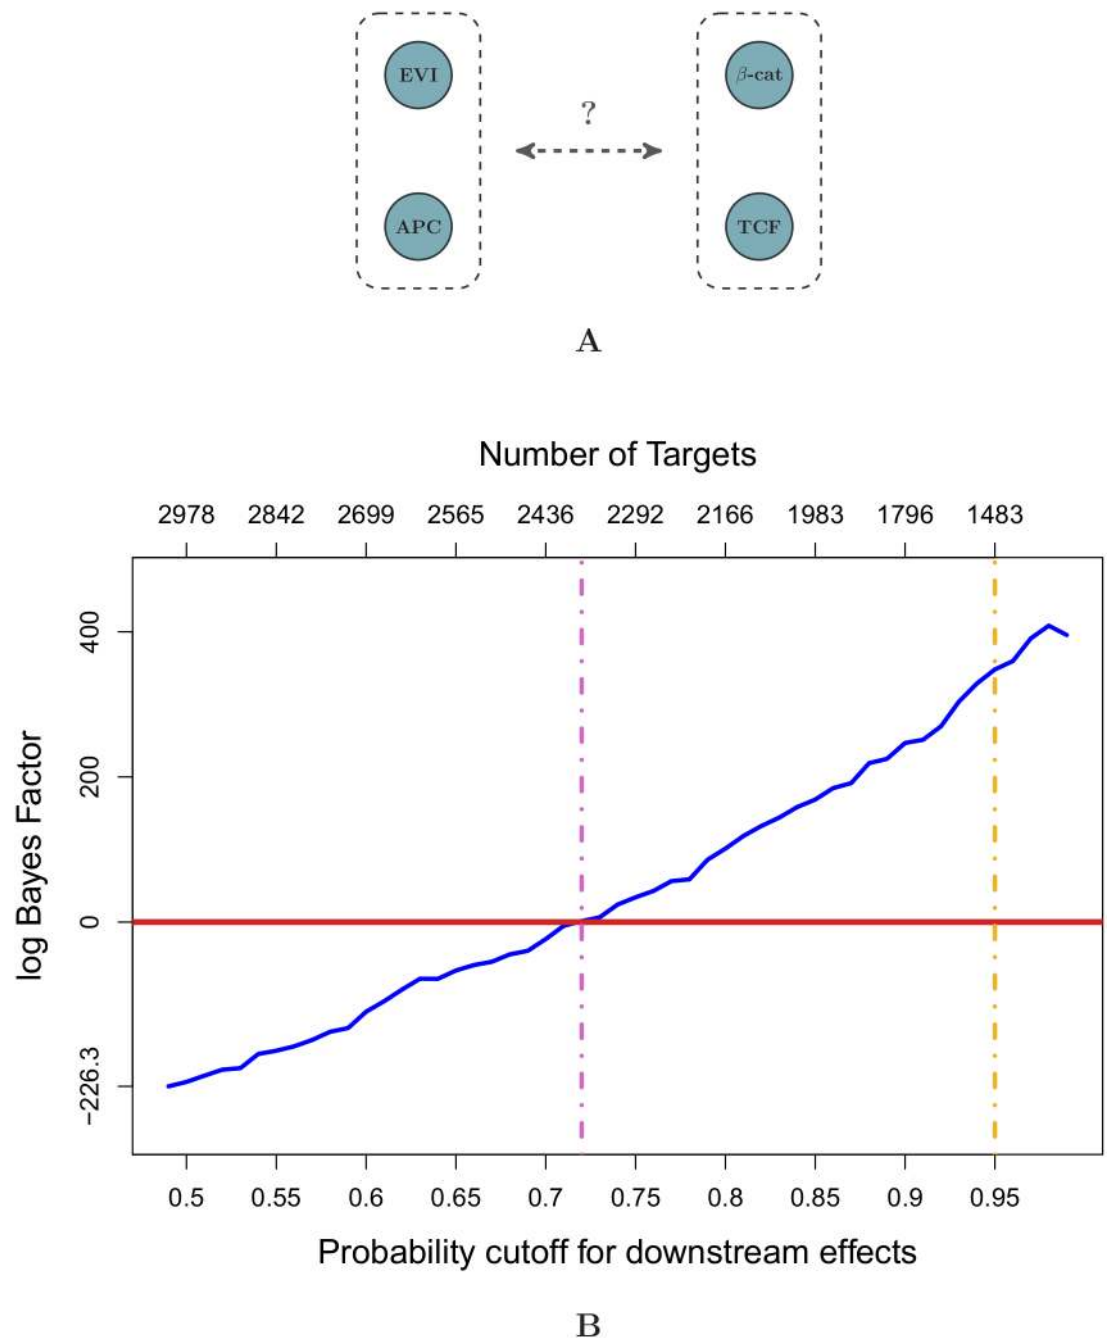 EVI β-cat
?
APC TCF
A
Number of Targets
2978 2842 2699 2565 2436 2292 2166 1983 1796 1483
400
200
0
-226.3
log Bayes Factor
0.5 0.55 0.6 0.65 0.7 0.75 0.8 0.85 0.9 0.95
Probability cutoff for downstream effects
B